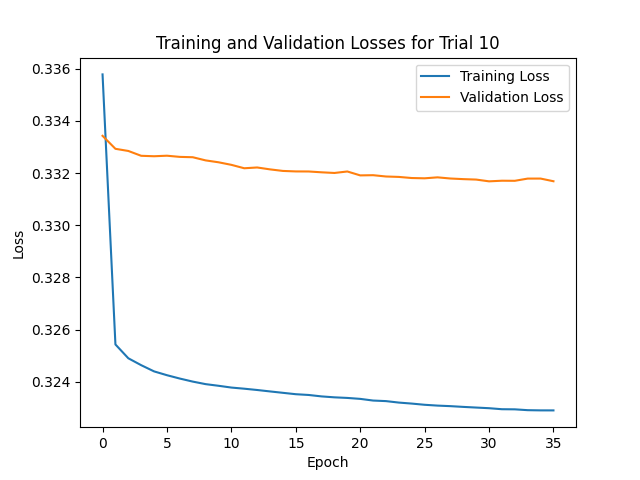 Training and Validation Losses for Trial 10
Training Loss
Validation Loss
0.336
0.334
0.332
0.330
0.328
0.326
0.324
Loss
0 5 10 15 20 25 30 35
Epoch